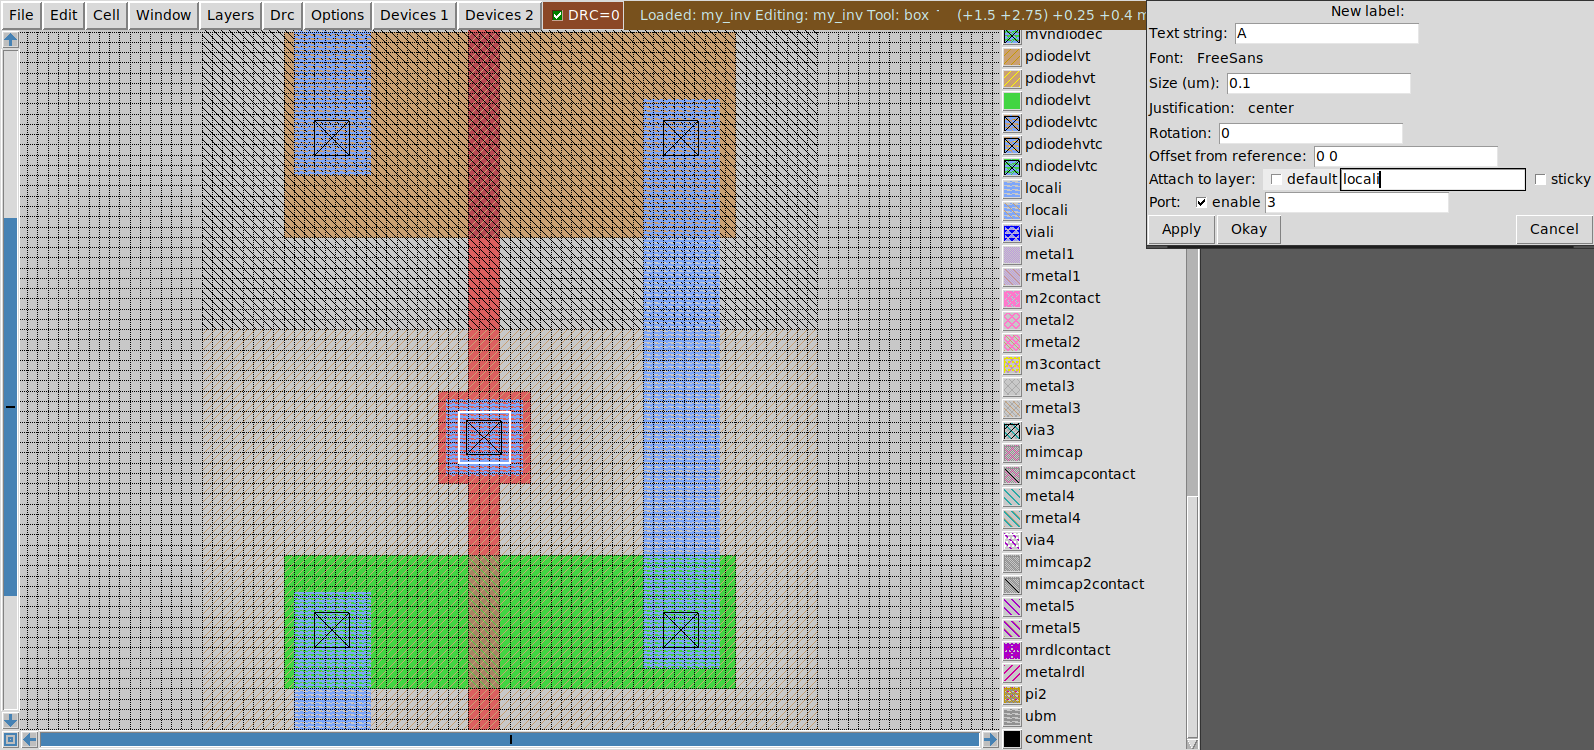 File Edit Cell Window Layers Drc Options Devices 1 Devices 2 DRC=0 Loaded: my_inv Editing: my_inv Tool: box (+1.5 +2.75) +0.25 +0.4
New label:
Text string: A
Font: FreeSans
Size (um): 0.1
Justification: center
Rotation: 0
Offset from reference: 0 0
Attach to layer: default locali sticky
Port: enable 3
Apply Okay Cancel
mvndiodec
pdiodelvt
pdiodehvt
ndiodelvt
pdiodelvtc
pdiodehvtc
ndiodelvtc
locali
rlocali
viali
metal1
rmetal1
m2contact
metal2
rmetal2
m3contact
metal3
rmetal3
via3
mimcap
mimcapcontact
metal4
rmetal4
via4
mimcap2
mimcap2contact
metal5
rmetal5
mrdlcontact
metalrdl
pi2
ubm
comment